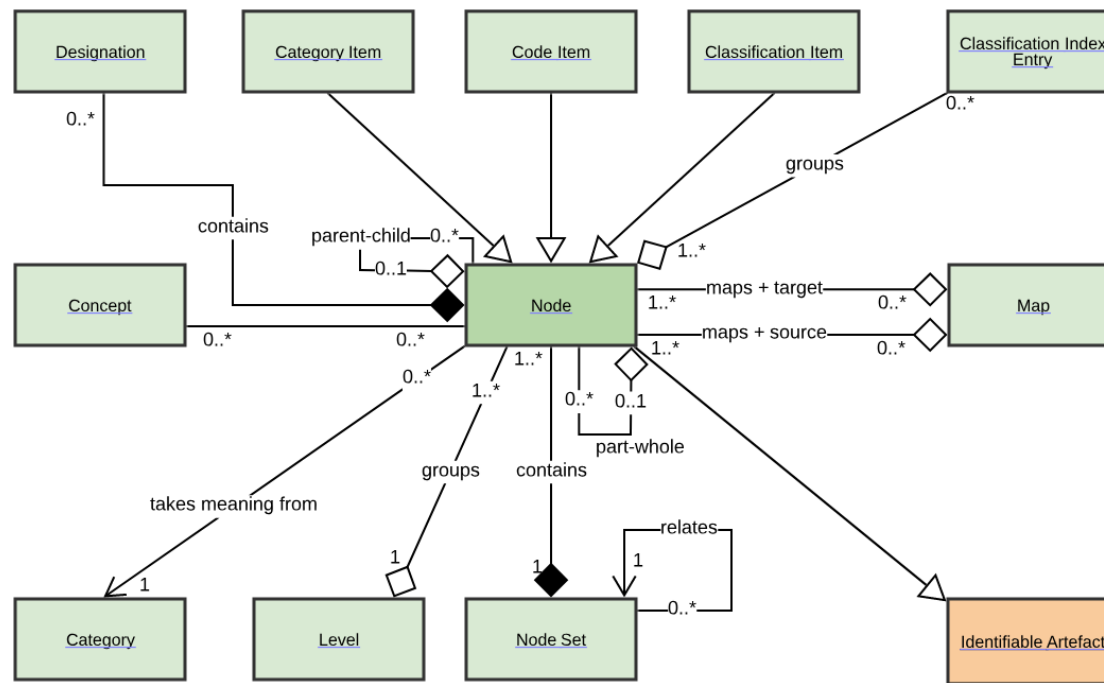 Designation
Category Item
Code Item
Classification Item
Classification Index
Entry
0..*
0..*
groups
contains
parent-child
0..*
0..1
1..*
Concept
Node
Map
maps + target
1..*
0..*
maps + source
0..*
0..*
1..*
0..*
1..*
0..*
1..*
0..*
0..1
part-whole
groups
contains
takes meaning from
relates
1
1
1
1
0..*
Category
Level
Node Set
Identifiable Artefact